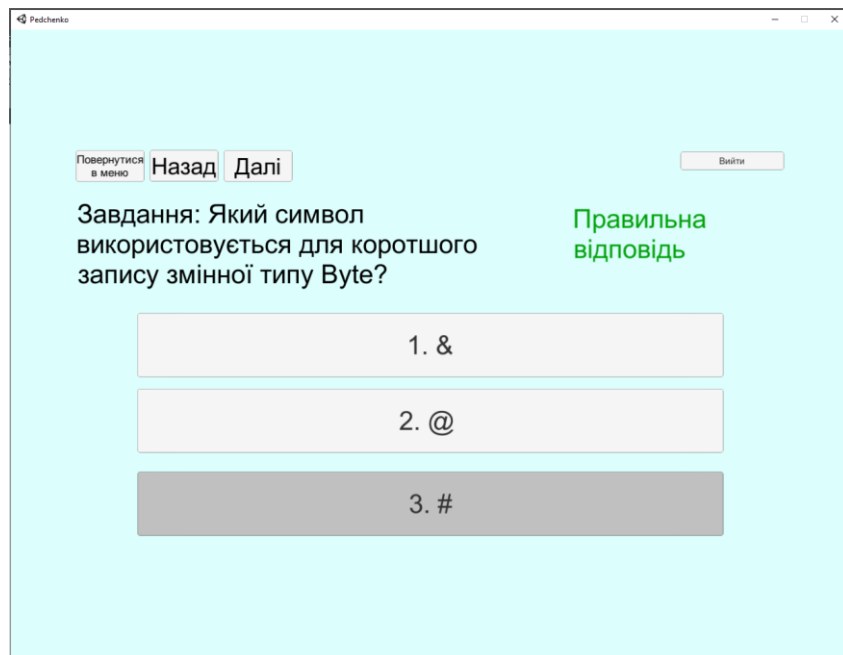 Pedchenko
Повернутися
в меню
Назад
Далі
Вийти
Завдання: Який символ
використовується для коротшого
запису змінної типу Byte?
Правильна
відповідь
1. &
2. @
3. #